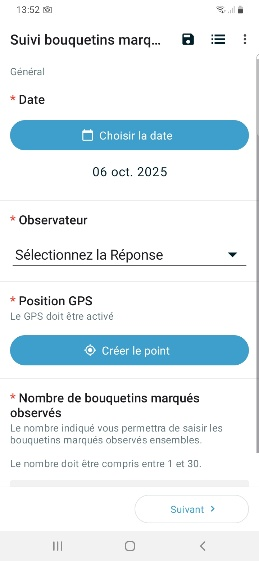 13:52
Suivi bouquetins marq...
Général
* Date
Choisir la date
06 oct. 2025
* Observateur
Sélectionnez la Réponse
* Position GPS
Le GPS doit être activé
Créer le point
* Nombre de bouquetins marqués
observés
Le nombre indiqué vous permettra de saisir les
bouquetins marqués observés ensembles.
Le nombre doit être compris entre 1 et 30.
Suivant